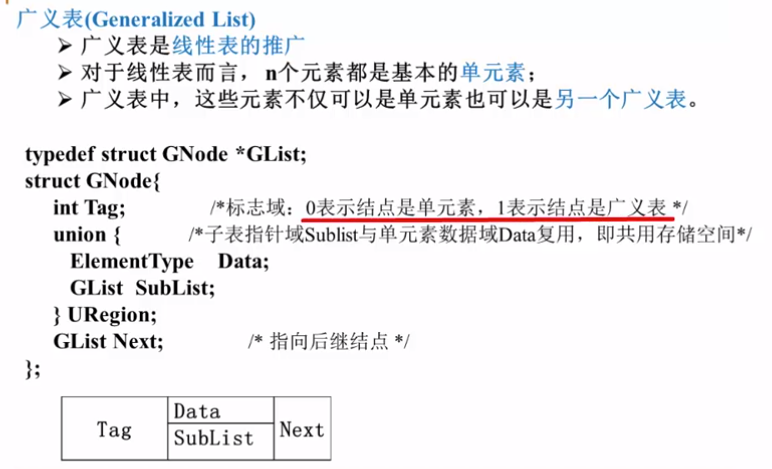 广义表(Generalized List)
➢ 广义表是线性表的推广
➢ 对于线性表而言，n个元素都是基本的单元素；
➢ 广义表中，这些元素不仅可以是单元素也可以是另一个广义表。
typedef struct GNode *GList;
struct GNode{
int Tag; /*标志域：0表示结点是单元素，1表示结点是广义表 */
union { /*子表指针域Sublist与单元素数据域Data复用，即共用存储空间*/
ElementType Data;
GList SubList;
} URegion;
GList Next; /* 指向后继结点 */
};
Tag Data SubList Next